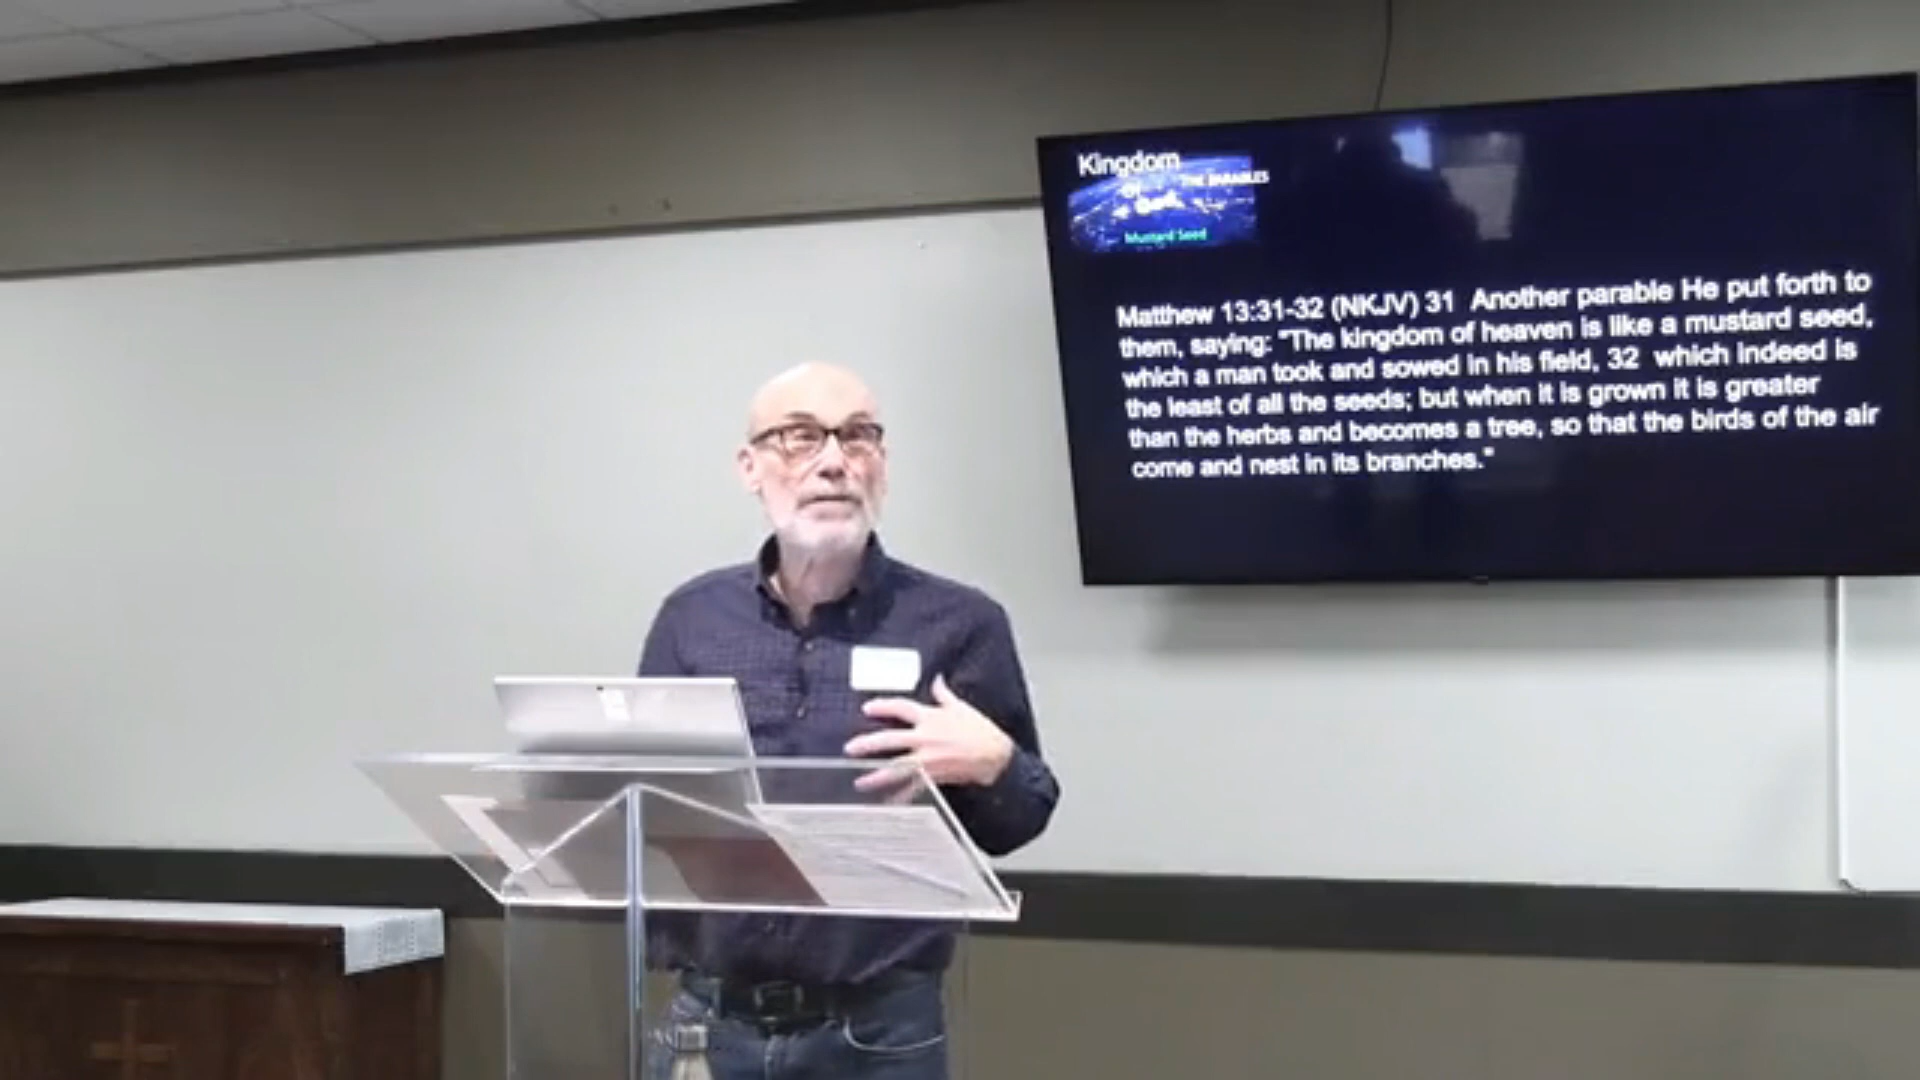 Kingdom
of
THE PARABLES
God
Mustard Seed
Matthew 13:31-32 (NKJV) 31 Another parable He put forth to
them, saying: "The kingdom of heaven is like a mustard seed,
which a man took and sowed in his field, 32 which indeed is
the least of all the seeds; but when it is grown it is greater
than the herbs and becomes a tree, so that the birds of the air
come and nest in its branches."